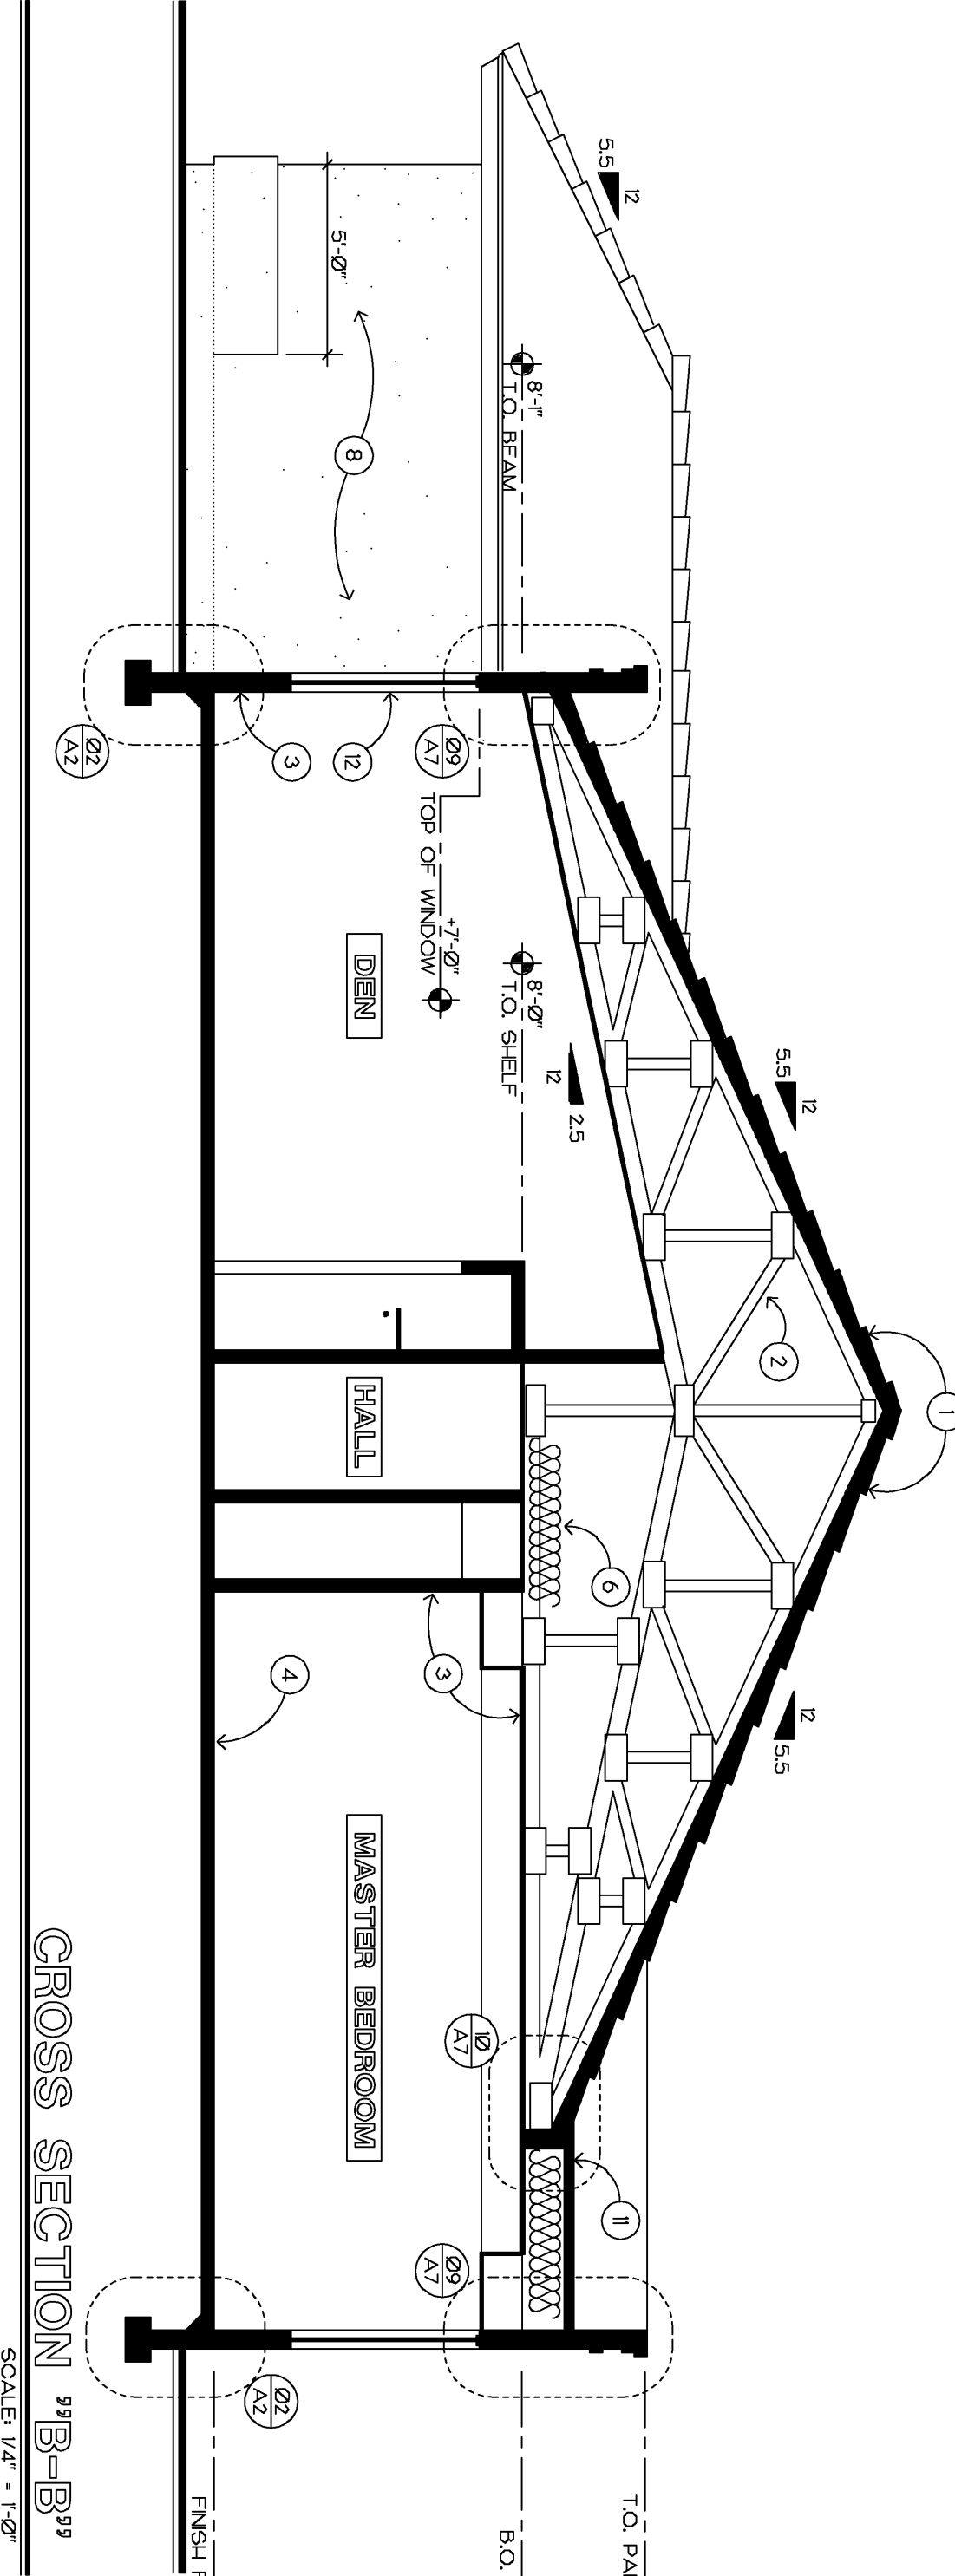 1
12
5.5
12
5.5
12
5.5
2
6
11
12
2.5
8'-1"
T.O. BEAM
8'-0"
T.O. SHELF
+7'-0"
TOP OF WINDOW
10
A7
09
A7
09
A7
5'-0"
8
12
3
3
4
DEN
HALL
MASTER BEDROOM
02
A2
02
A2
T.O.
B.O.
FINISH
CROSS SECTION "B-B"
SCALE: 1/4" = 1'-0"